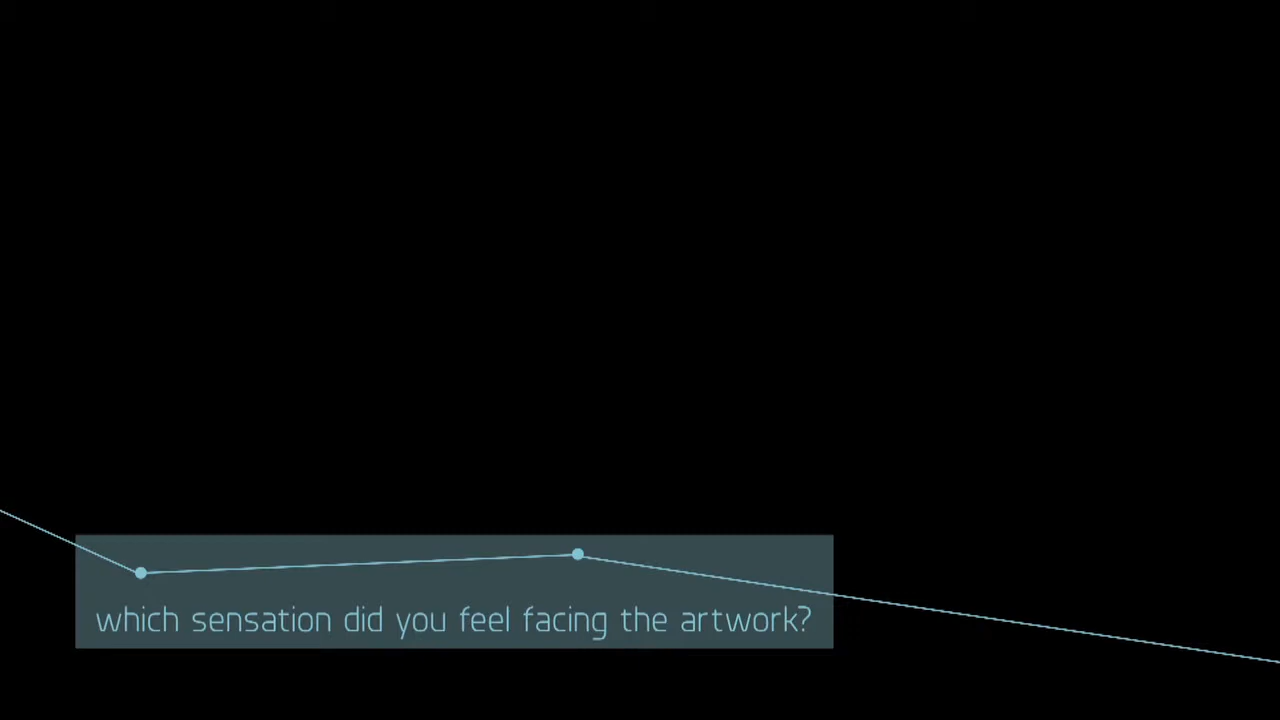 which sensation did you feel facing the artwork?